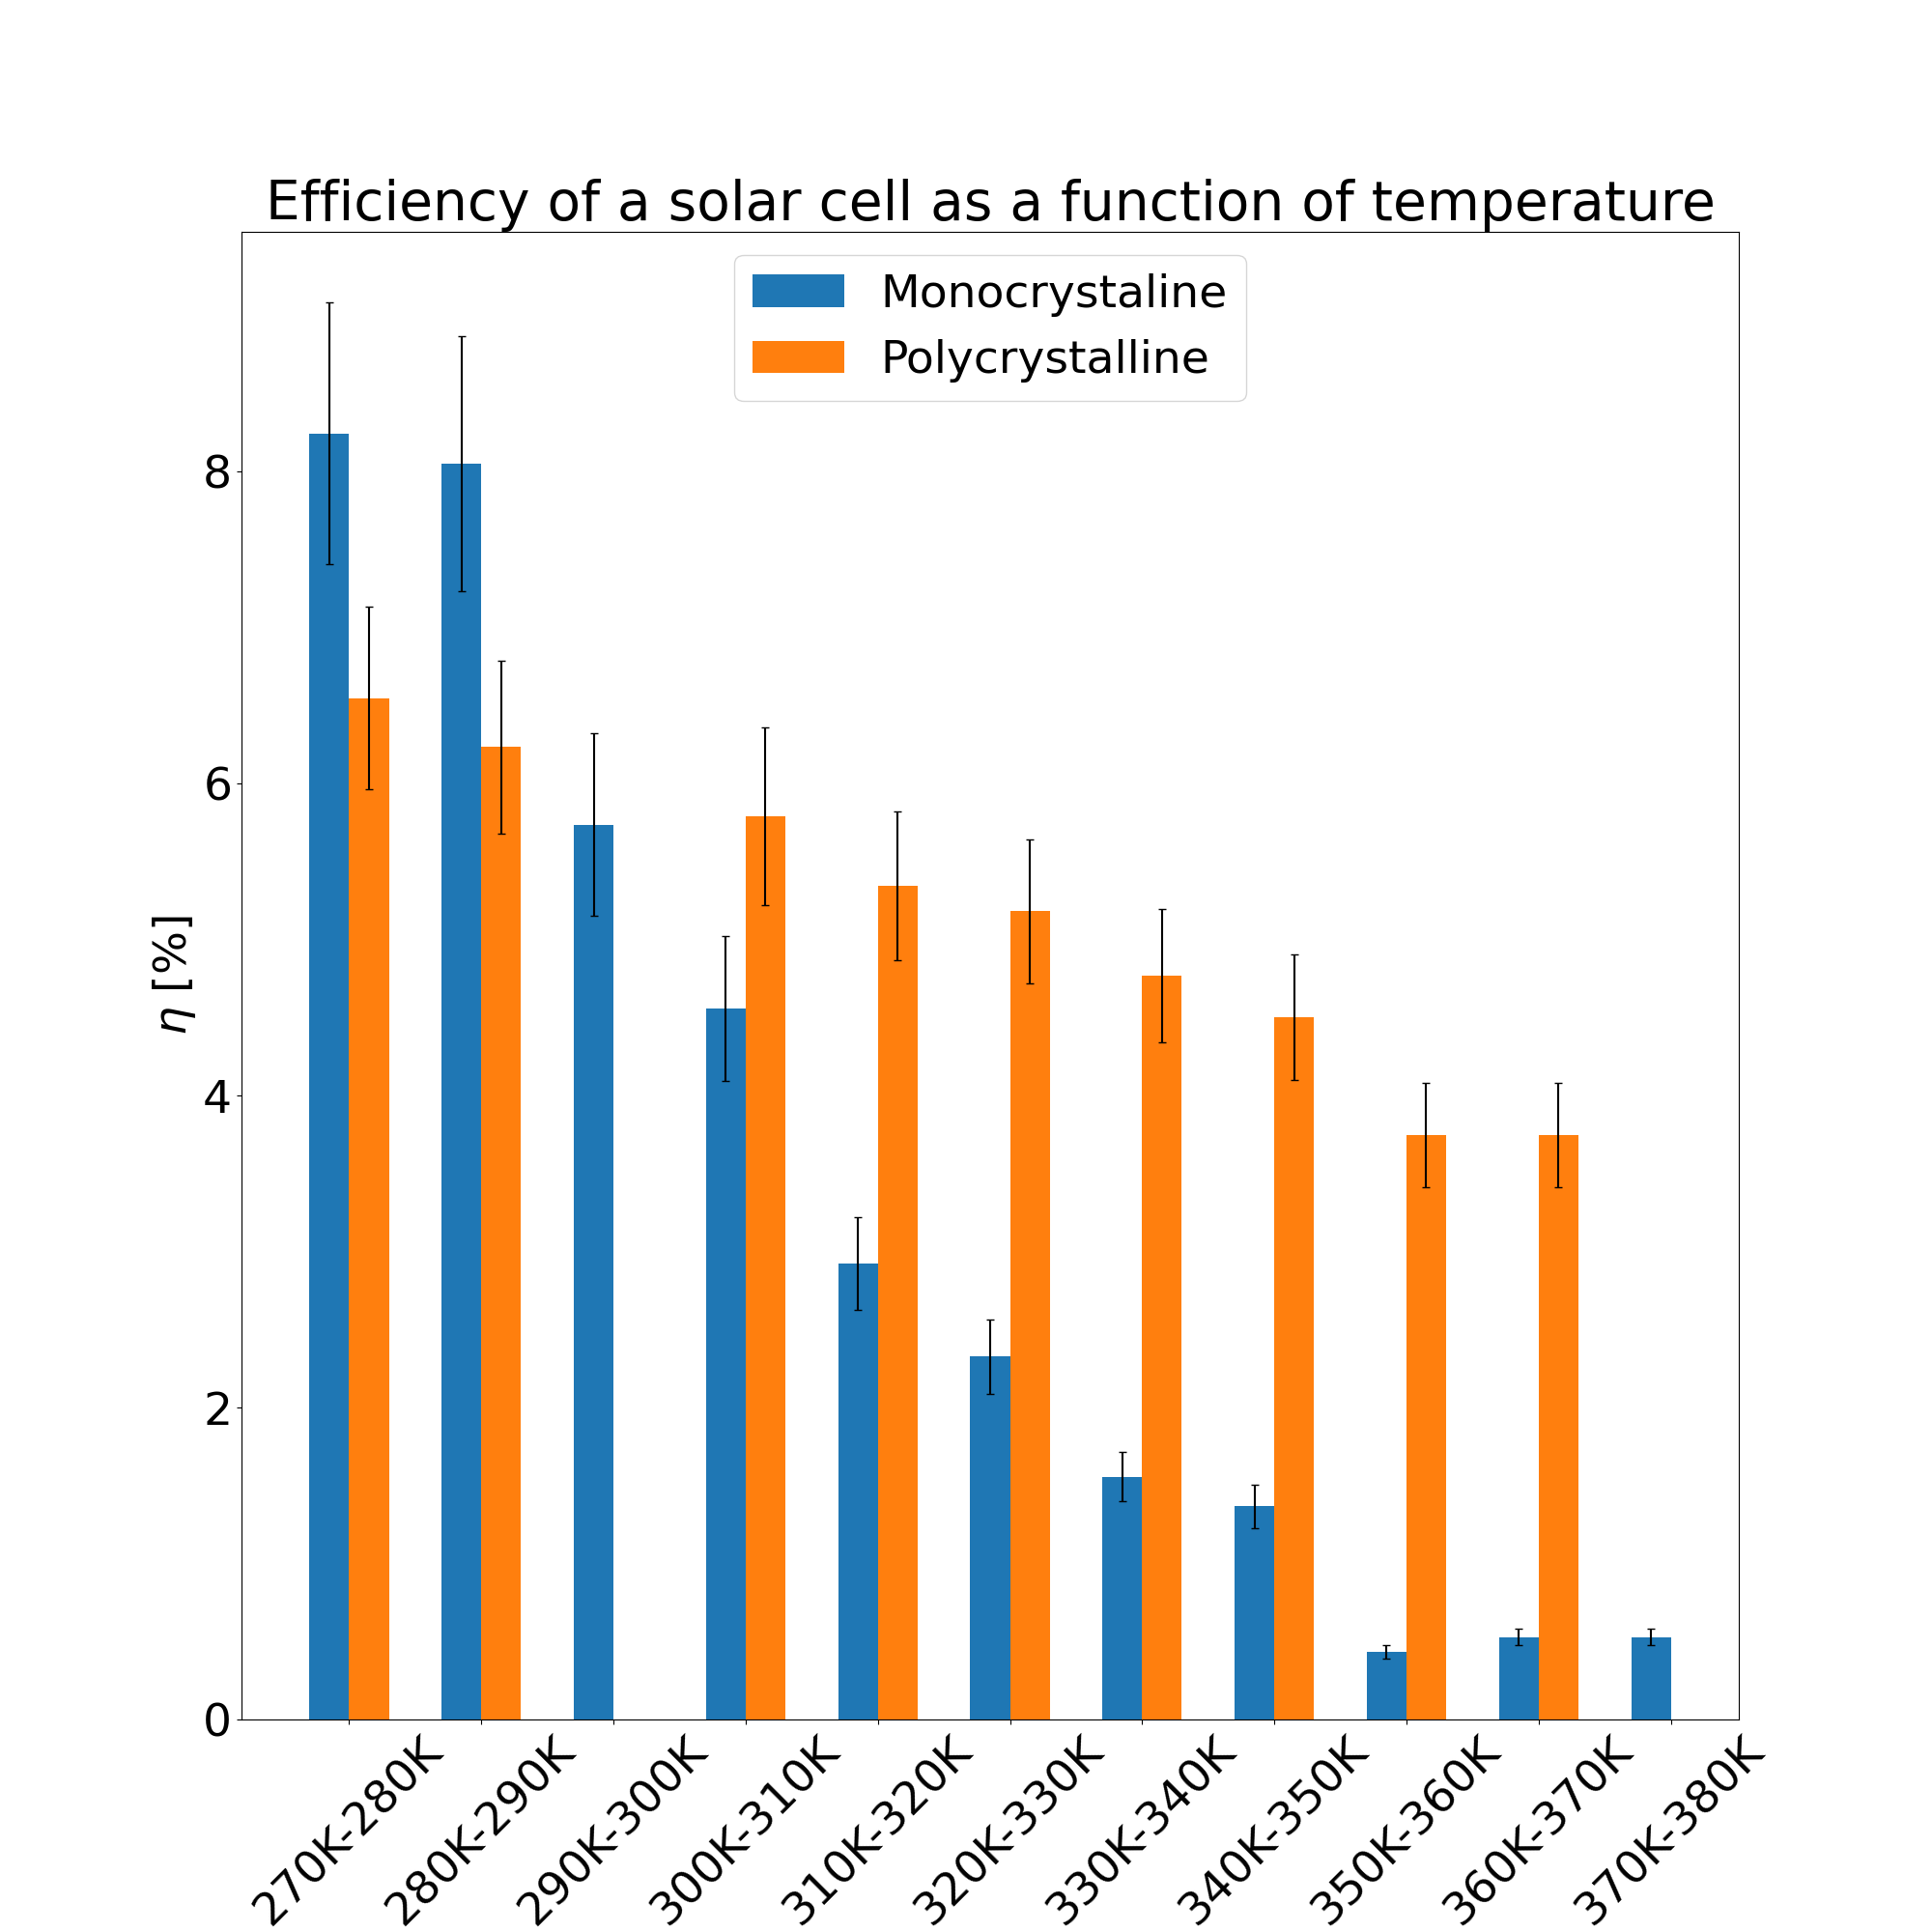 Efficiency of a solar cell as a function of temperature
Monocrystaline
Polycrystalline
η [%]
8
6
4
2
0
270K-280K
280K-290K
290K-300K
300K-310K
310K-320K
320K-330K
330K-340K
340K-350K
350K-360K
360K-370K
370K-380K